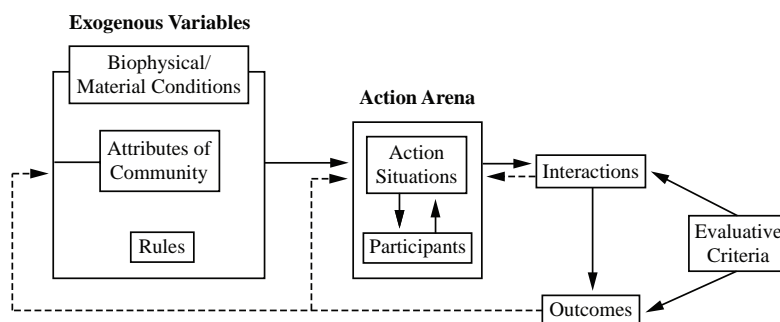 Exogenous Variables
Biophysical/
Material Conditions
Attributes of
Community
Rules
Action Arena
Action
Situations
Participants
Interactions
Outcomes
Evaluative
Criteria